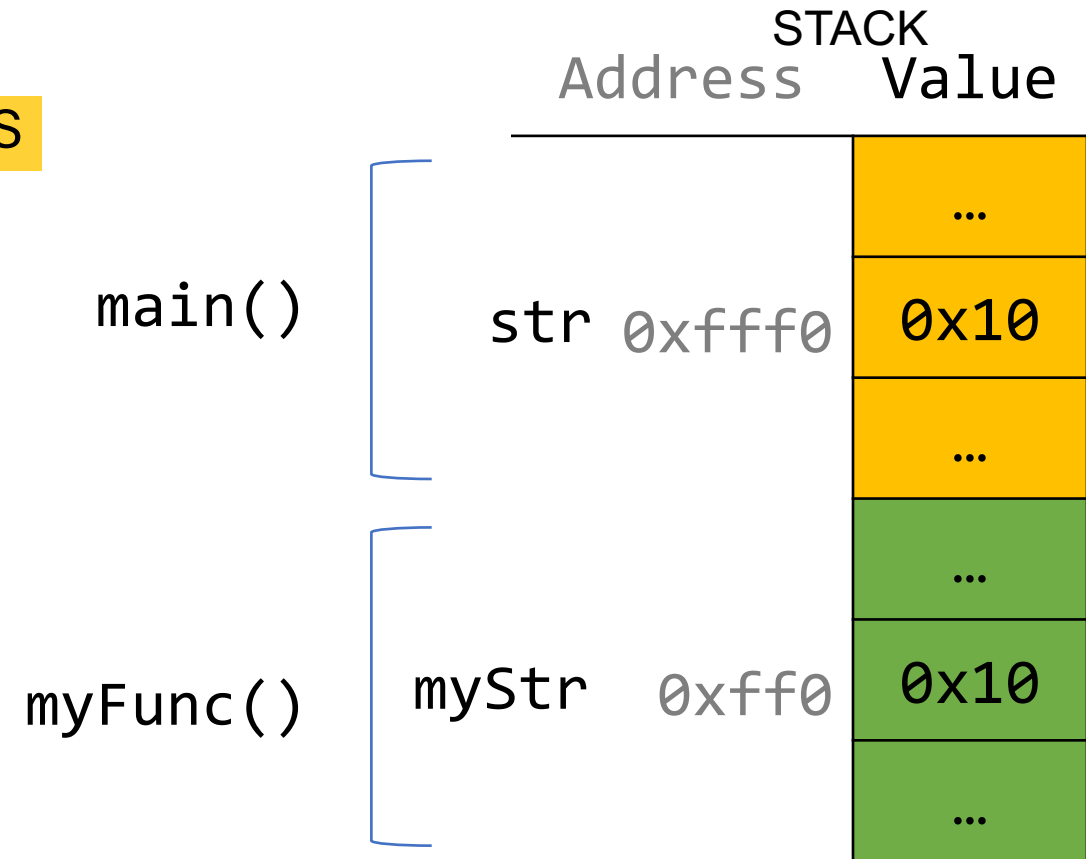 STACK
Address Value
S
…
main() str 0xfff0 0x10
…
…
myFunc() myStr 0xff0 0x10
…